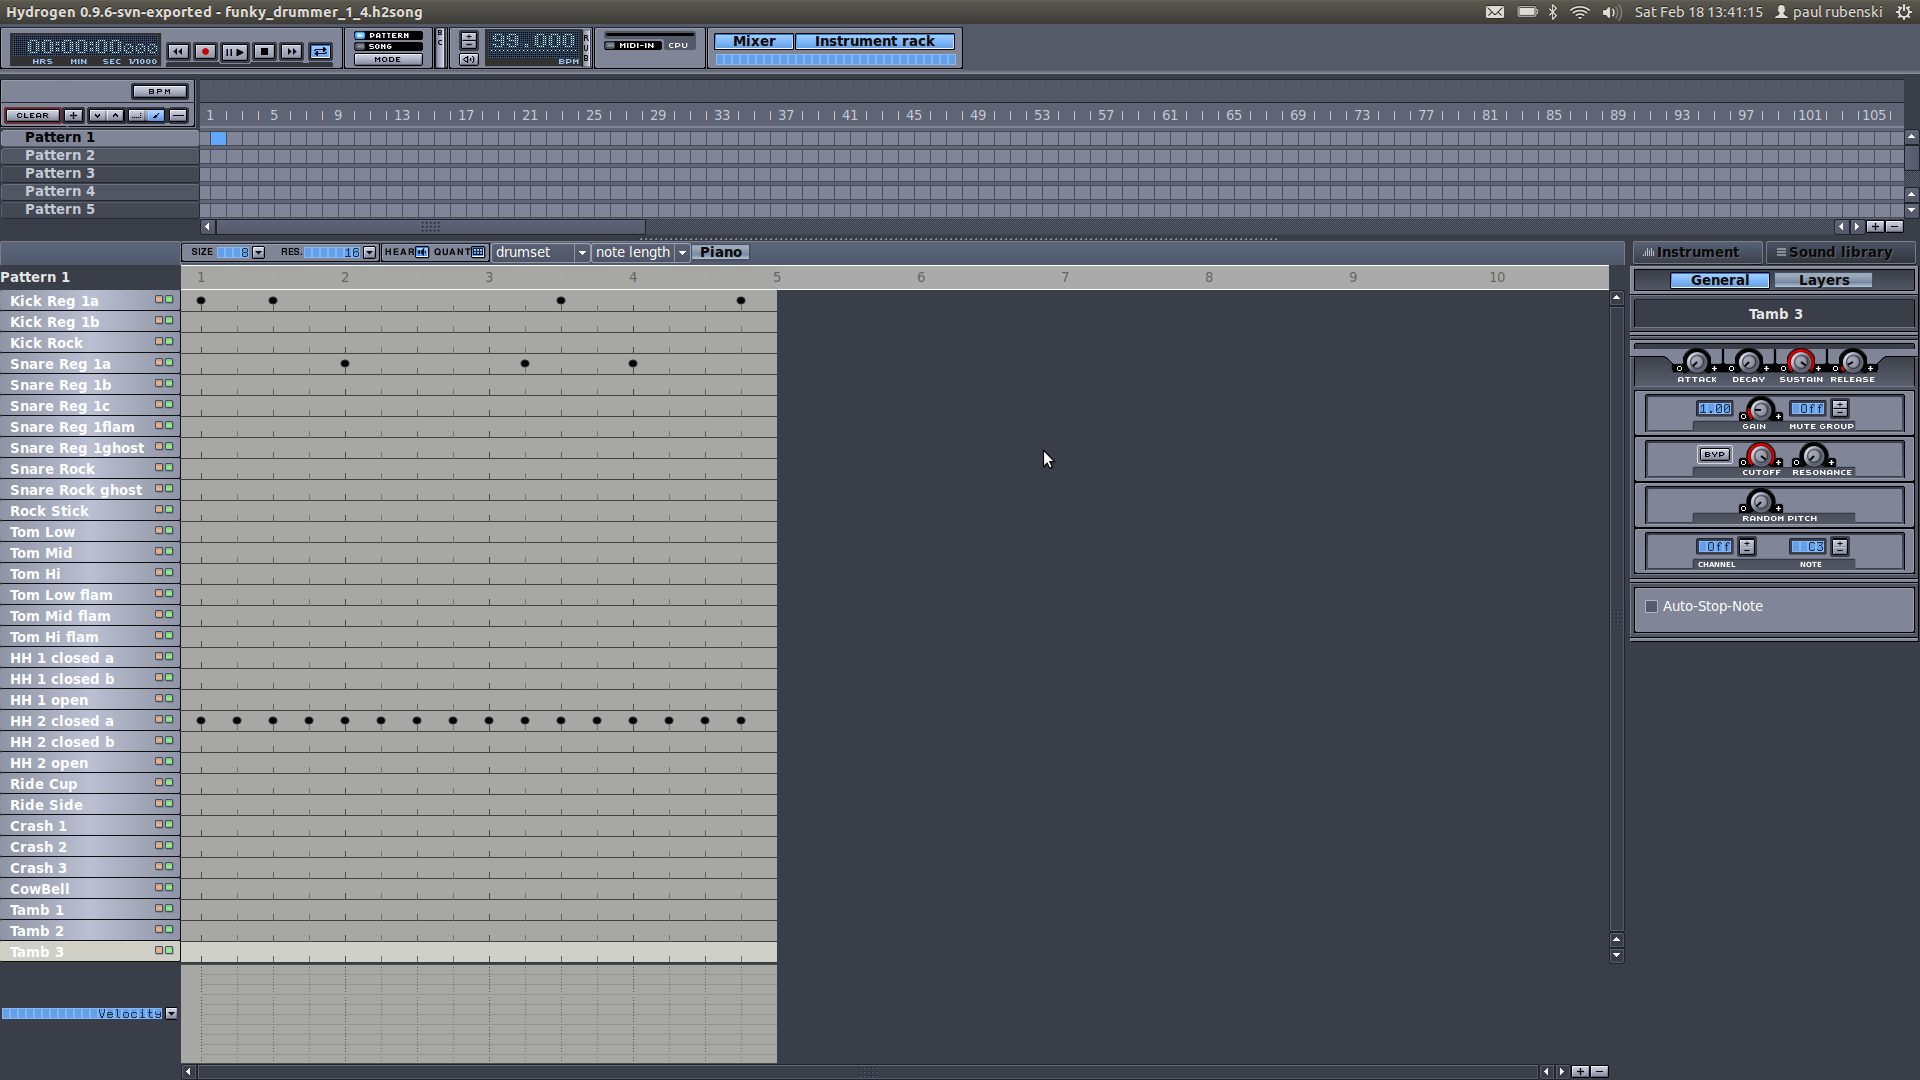 Hydrogen 0.9.6-svn-exported - funky_drummer_1_4.h2song
Sat Feb 18 13:41:15 paul rubenski
00:00:00000
HRS MIN SEC 1/1000
PATTERN
SONG
MODE
BC
99.000
BPM
RUB
MIDI-IN CPU
Mixer Instrument rack
BPM
CLEAR
1 5 9 13 17 21 25 29 33 37 41 45 49 53 57 61 65 69 73 77 81 85 89 93 97 101 105
Pattern 1
Pattern 2
Pattern 3
Pattern 4
Pattern 5
SIZE 8 RES. 16 HEAR QUANT drumset note length Piano
Instrument Sound library
Pattern 1
1 2 3 4 5 6 7 8 9 10
Kick Reg 1a
Kick Reg 1b
Kick Rock
Snare Reg 1a
Snare Reg 1b
Snare Reg 1c
Snare Reg 1flam
Snare Reg 1ghost
Snare Rock
Snare Rock ghost
Rock Stick
Tom Low
Tom Mid
Tom Hi
Tom Low flam
Tom Mid flam
Tom Hi flam
HH 1 closed a
HH 1 closed b
HH 1 open
HH 2 closed a
HH 2 closed b
HH 2 open
Ride Cup
Ride Side
Crash 1
Crash 2
Crash 3
CowBell
Tamb 1
Tamb 2
Tamb 3
Velocity
General Layers
Tamb 3
ATTACK DECAY SUSTAIN RELEASE
1.00 Off
GAIN MUTE GROUP
BYP
CUTOFF RESONANCE
RANDOM PITCH
Off C3
CHANNEL NOTE
Auto-Stop-Note